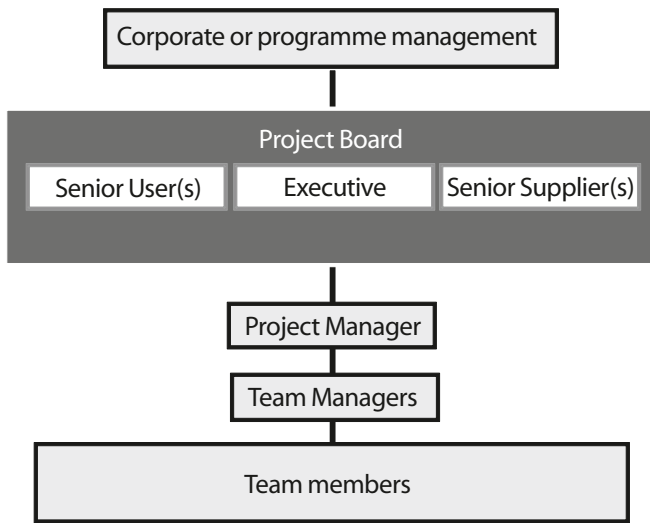 Corporate or programme management
Project Board
Senior User(s)
Executive
Senior Supplier(s)
Project Manager
Team Managers
Team members